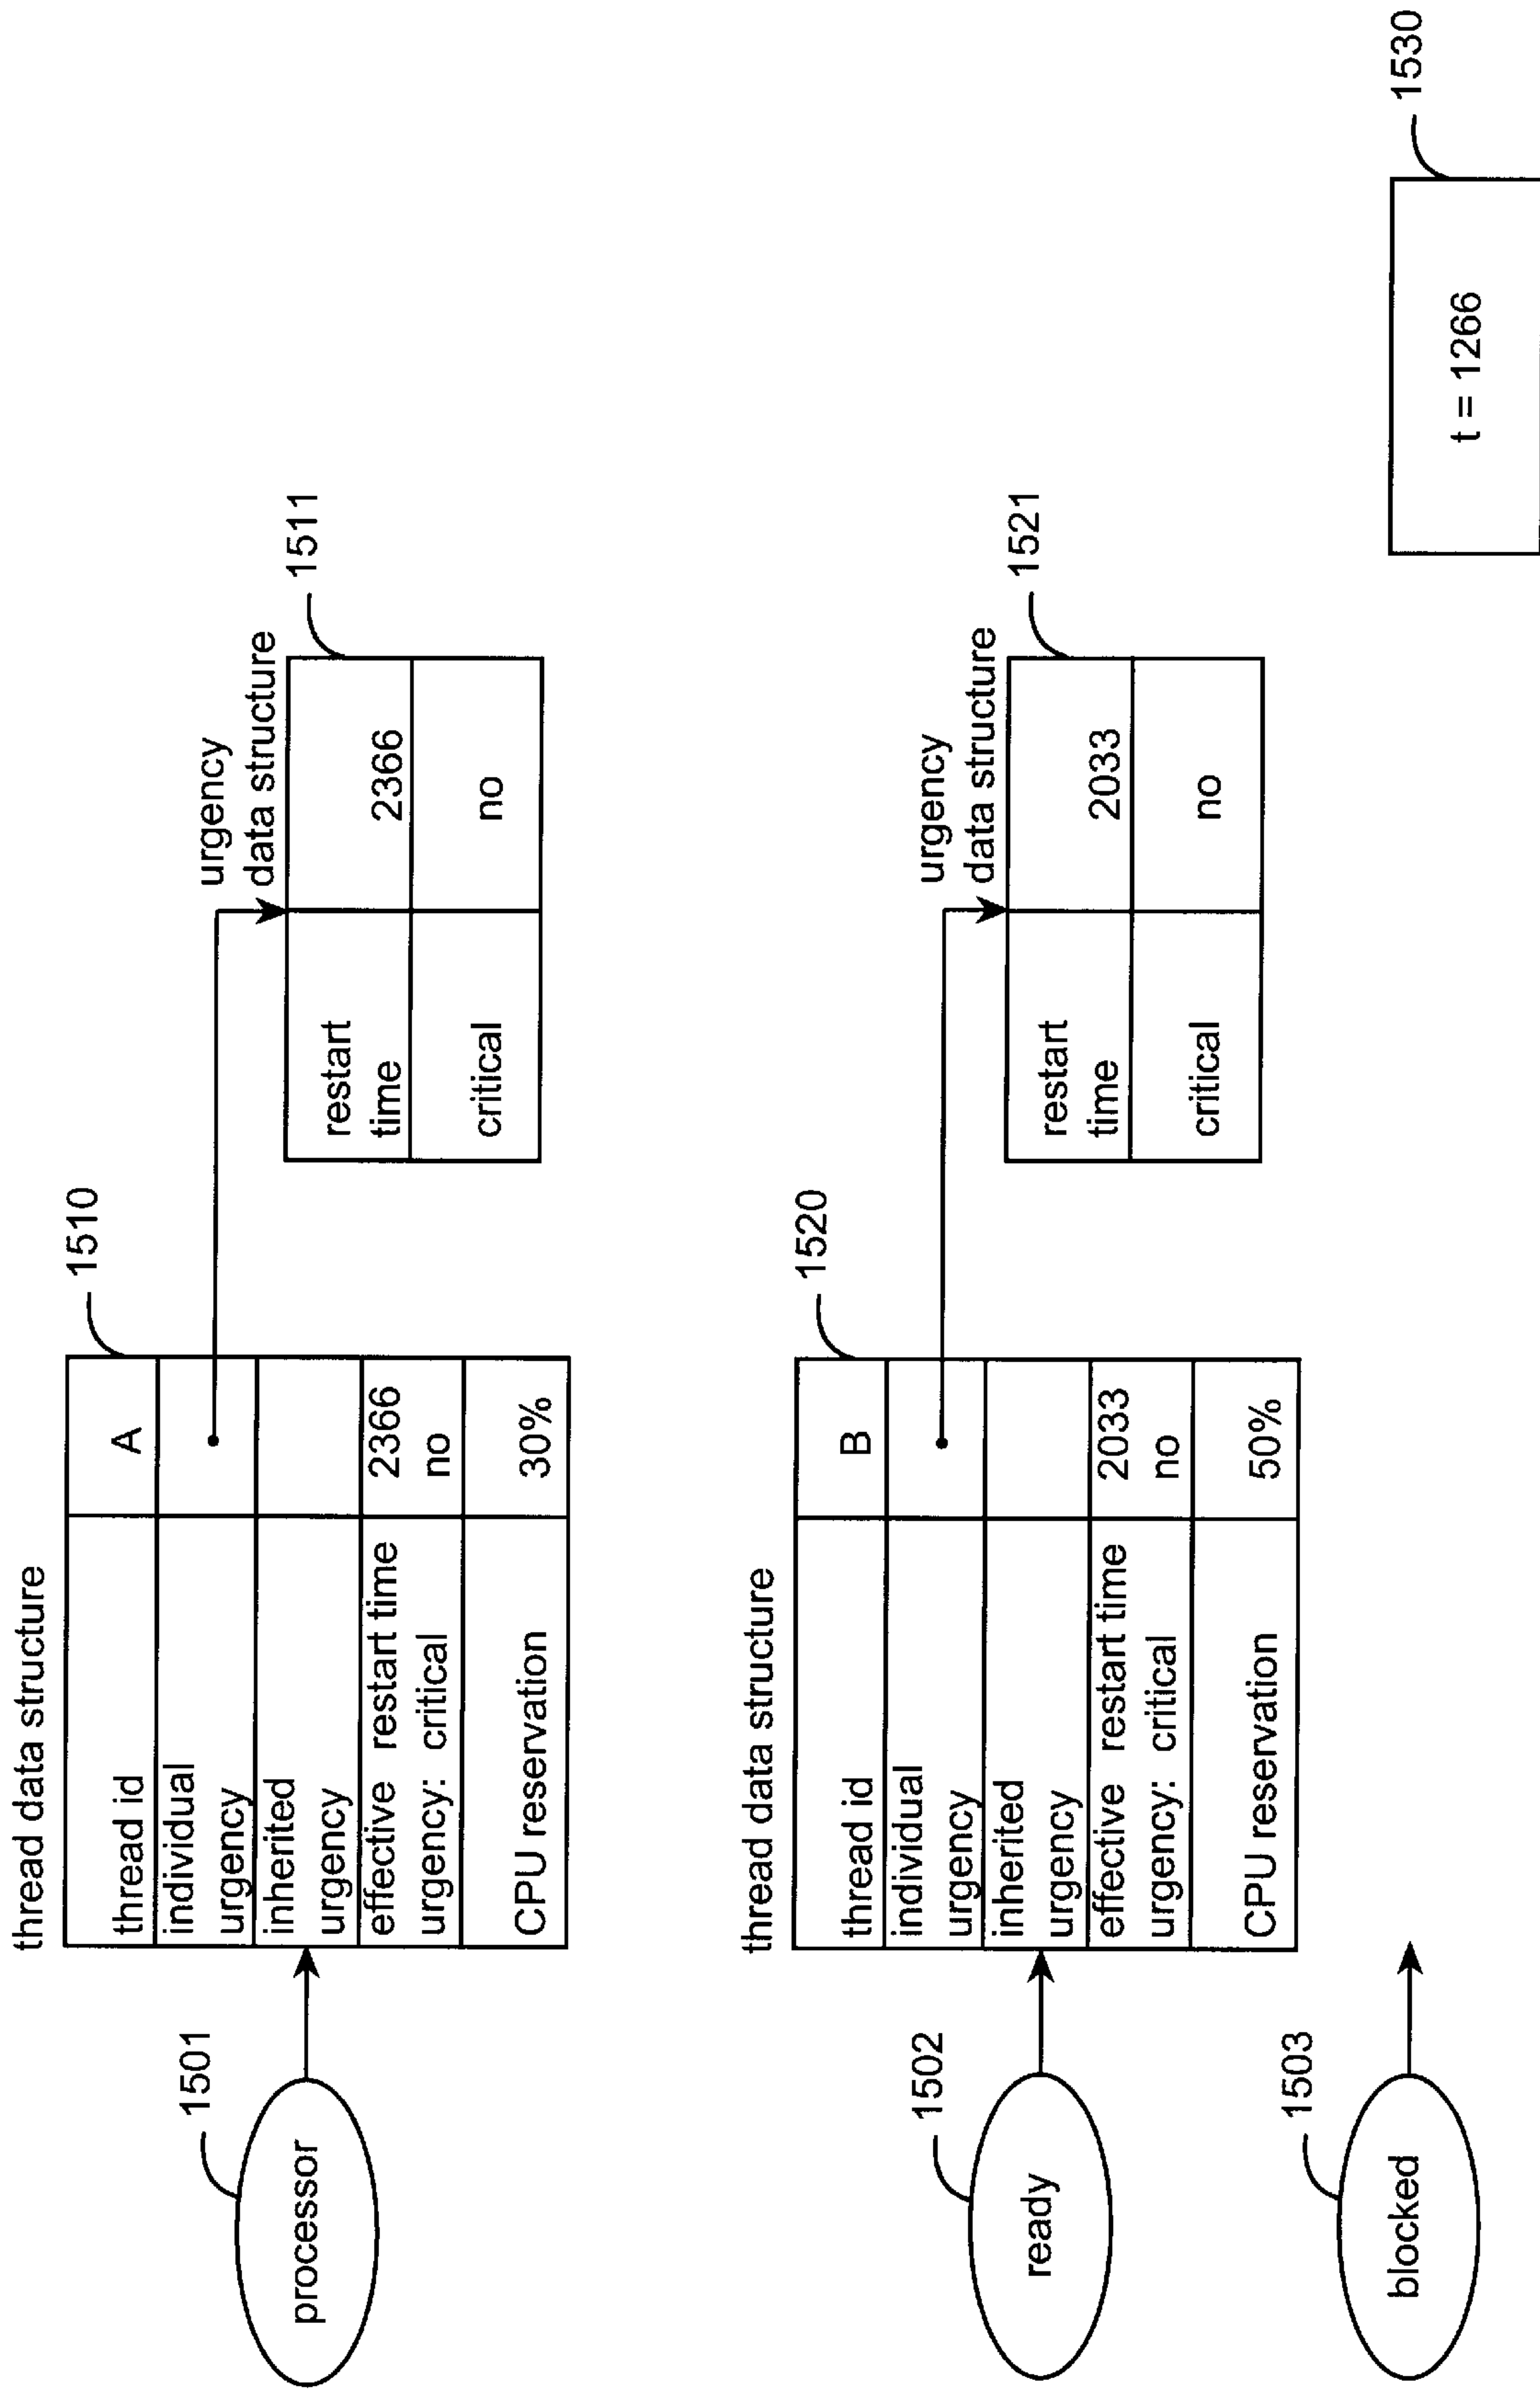 thread data structure
1510
thread id A
individual
urgency
inherited
urgency
effective restart time 2366
urgency: critical no
CPU reservation 30%
1501
processor
urgency
data structure
1511
restart
time 2366
critical no
thread data structure
1520
thread id B
individual
urgency
inherited
urgency
effective restart time 2033
urgency: critical no
CPU reservation 50%
1502
ready
urgency
data structure
1521
restart
time 2033
critical no
1503
blocked
1530
t = 1266